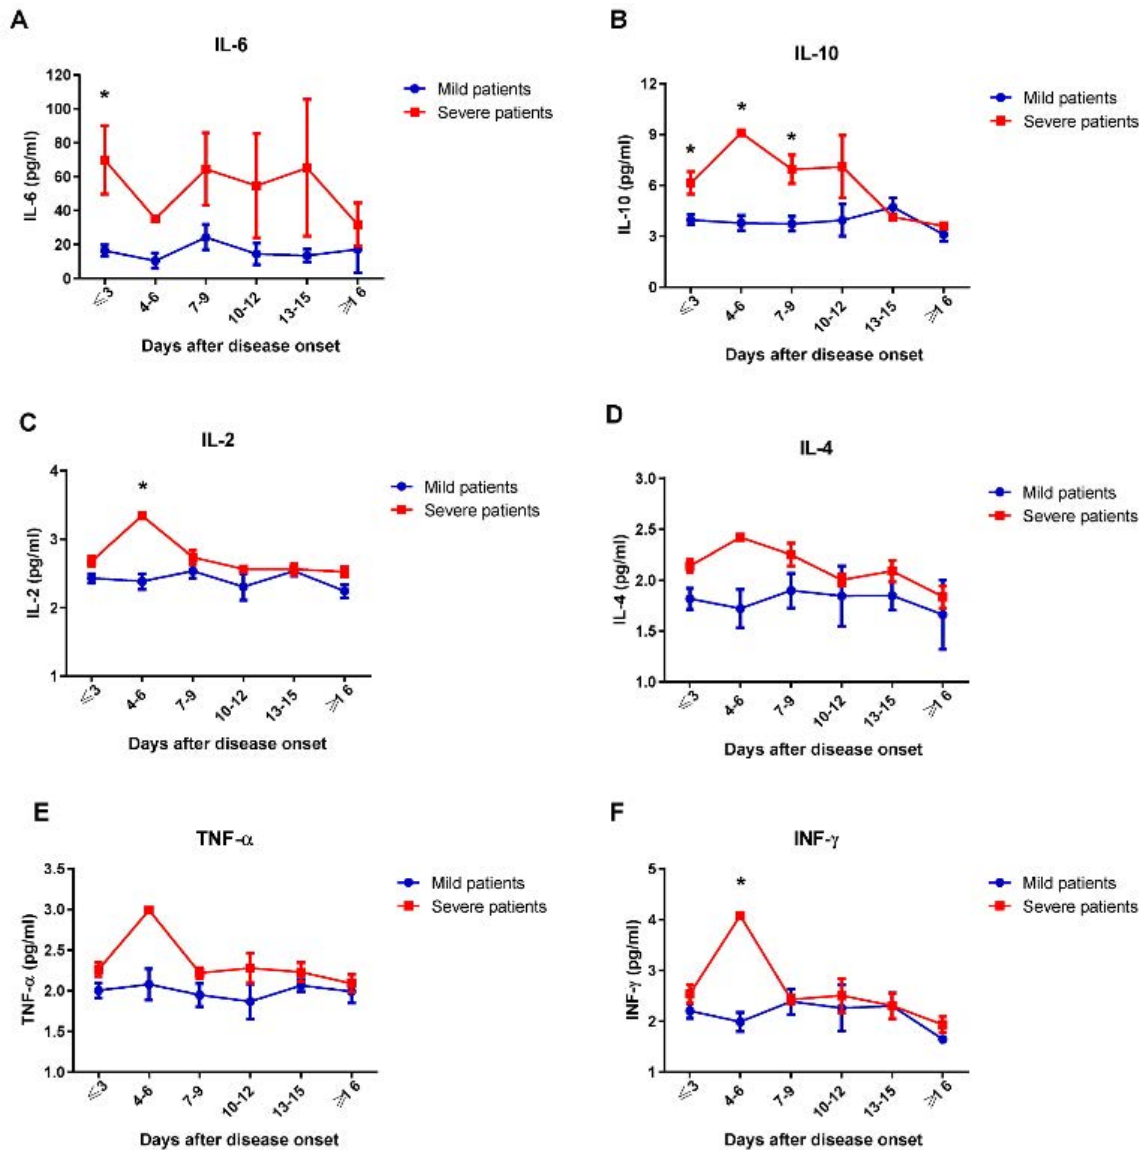 A
IL-6
IL-6 (pg/ml)
120
100
80
60
40
20
0
*
Mild patients
Severe patients
⩽3
4-6
7-9
10-12
13-15
⩾16
Days after disease onset
B
IL-10
IL-10 (pg/ml)
12
9
6
3
0
*
*
*
Mild patients
Severe patients
⩽3
4-6
7-9
10-12
13-15
⩾16
Days after disease onset
C
IL-2
IL-2 (pg/ml)
4
3
2
1
*
Mild patients
Severe patients
⩽3
4-6
7-9
10-12
13-15
⩾16
Days after disease onset
D
IL-4
IL-4 (pg/ml)
3.0
2.5
2.0
1.5
1.0
Mild patients
Severe patients
⩽3
4-6
7-9
10-12
13-15
⩾16
Days after disease onset
E
TNF-α
TNF-α (pg/ml)
3.5
3.0
2.5
2.0
1.5
1.0
Mild patients
Severe patients
⩽3
4-6
7-9
10-12
13-15
⩾16
Days after disease onset
F
INF-γ
INF-γ (pg/ml)
5
4
3
2
1
*
Mild patients
Severe patients
⩽3
4-6
7-9
10-12
13-15
⩾16
Days after disease onset